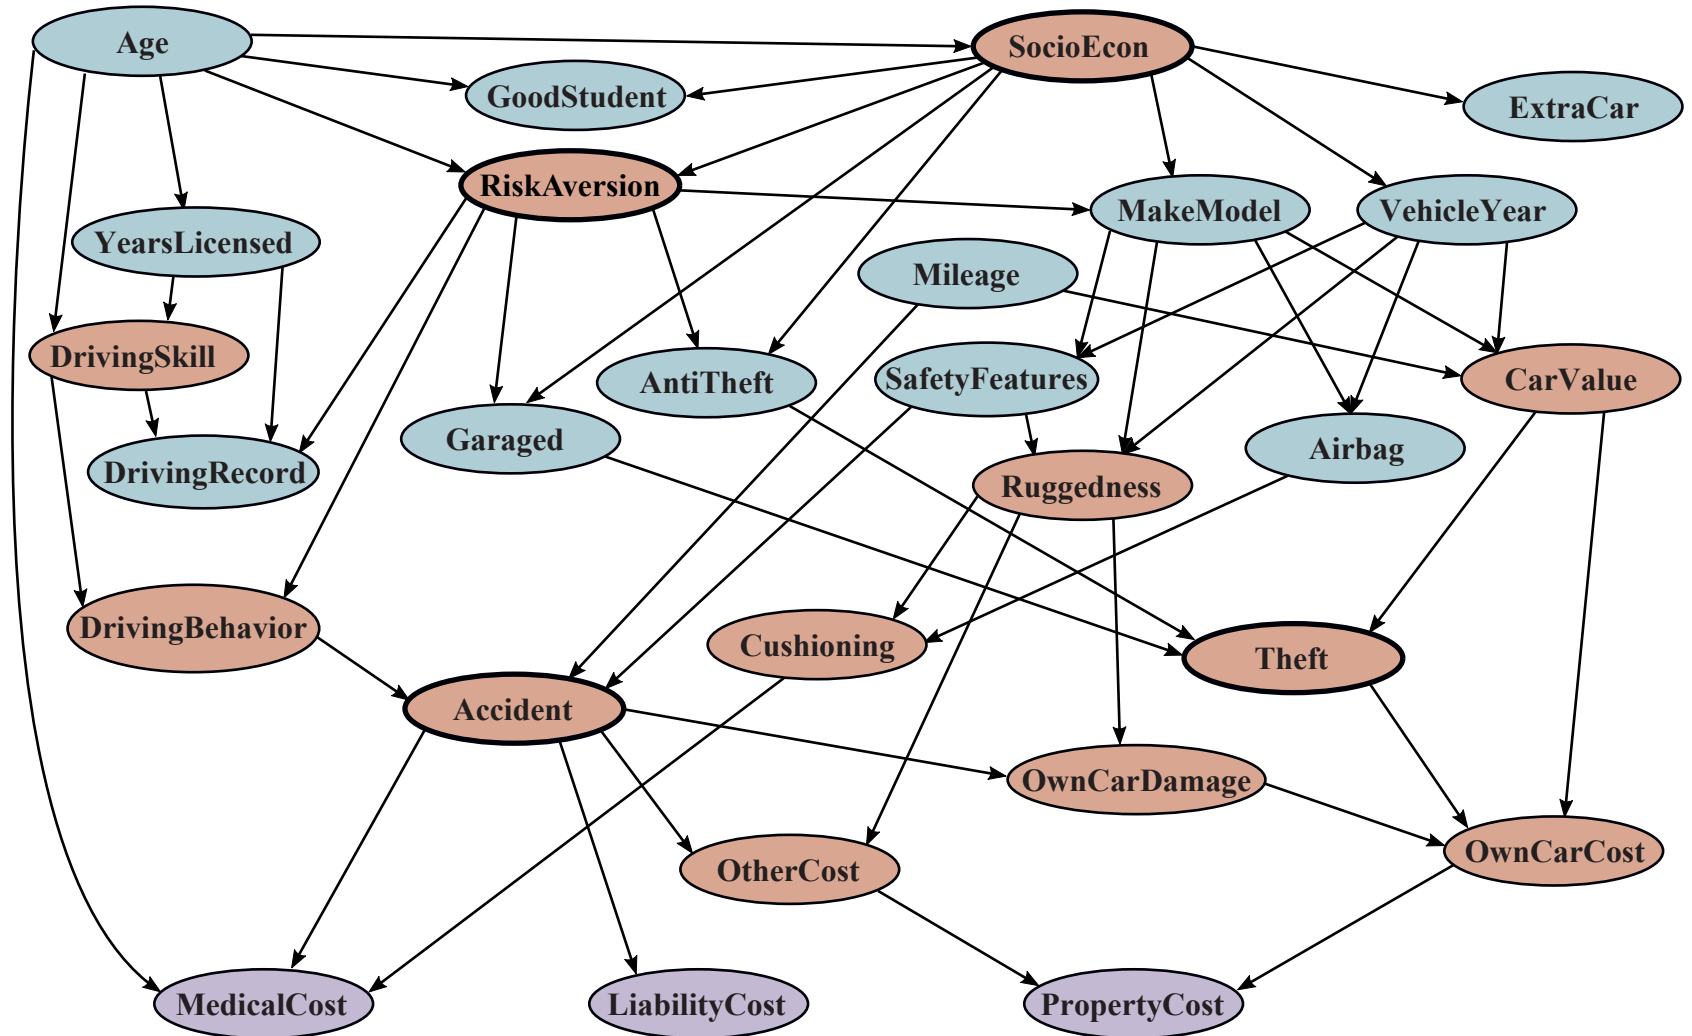 Age
SocioEcon
GoodStudent
ExtraCar
RiskAversion
MakeModel
VehicleYear
YearsLicensed
Mileage
DrivingSkill
AntiTheft
SafetyFeatures
CarValue
Garaged
Airbag
DrivingRecord
Ruggedness
DrivingBehavior
Cushioning
Theft
Accident
OwnCarDamage
OtherCost
OwnCarCost
MedicalCost
LiabilityCost
PropertyCost